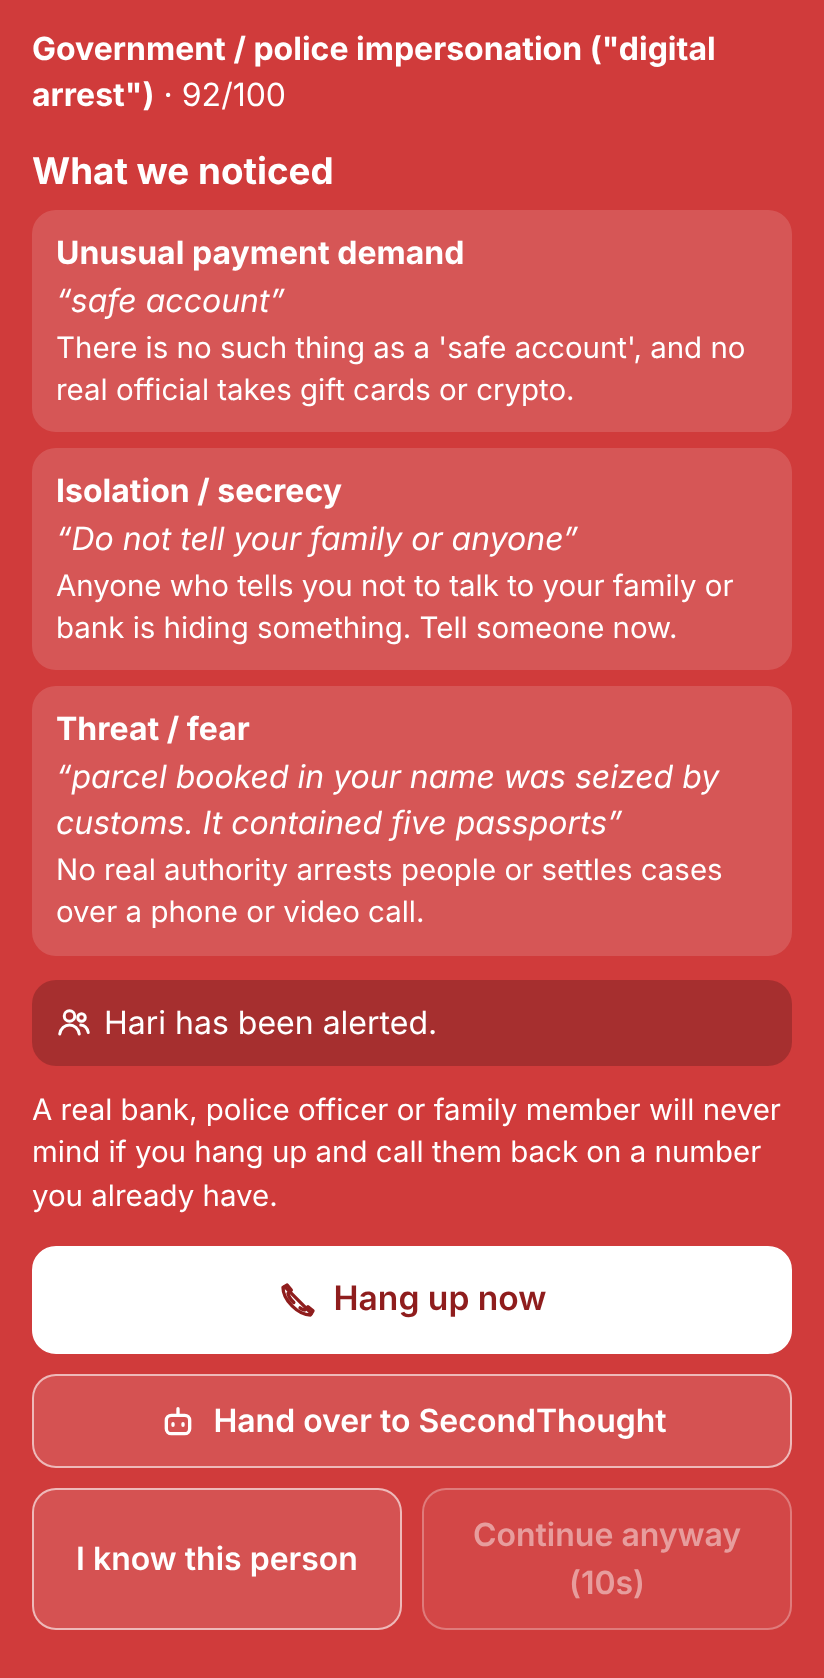 Government / police impersonation ("digital
arrest") · 92/100
What we noticed
Unusual payment demand
“safe account”
There is no such thing as a 'safe account', and no
real official takes gift cards or crypto.
Isolation / secrecy
“Do not tell your family or anyone”
Anyone who tells you not to talk to your family or
bank is hiding something. Tell someone now.
Threat / fear
“parcel booked in your name was seized by
customs. It contained five passports”
No real authority arrests people or settles cases
over a phone or video call.
Hari has been alerted.
A real bank, police officer or family member will never
mind if you hang up and call them back on a number
you already have.
Hang up now
Hand over to SecondThought
I know this person
Continue anyway
(10s)